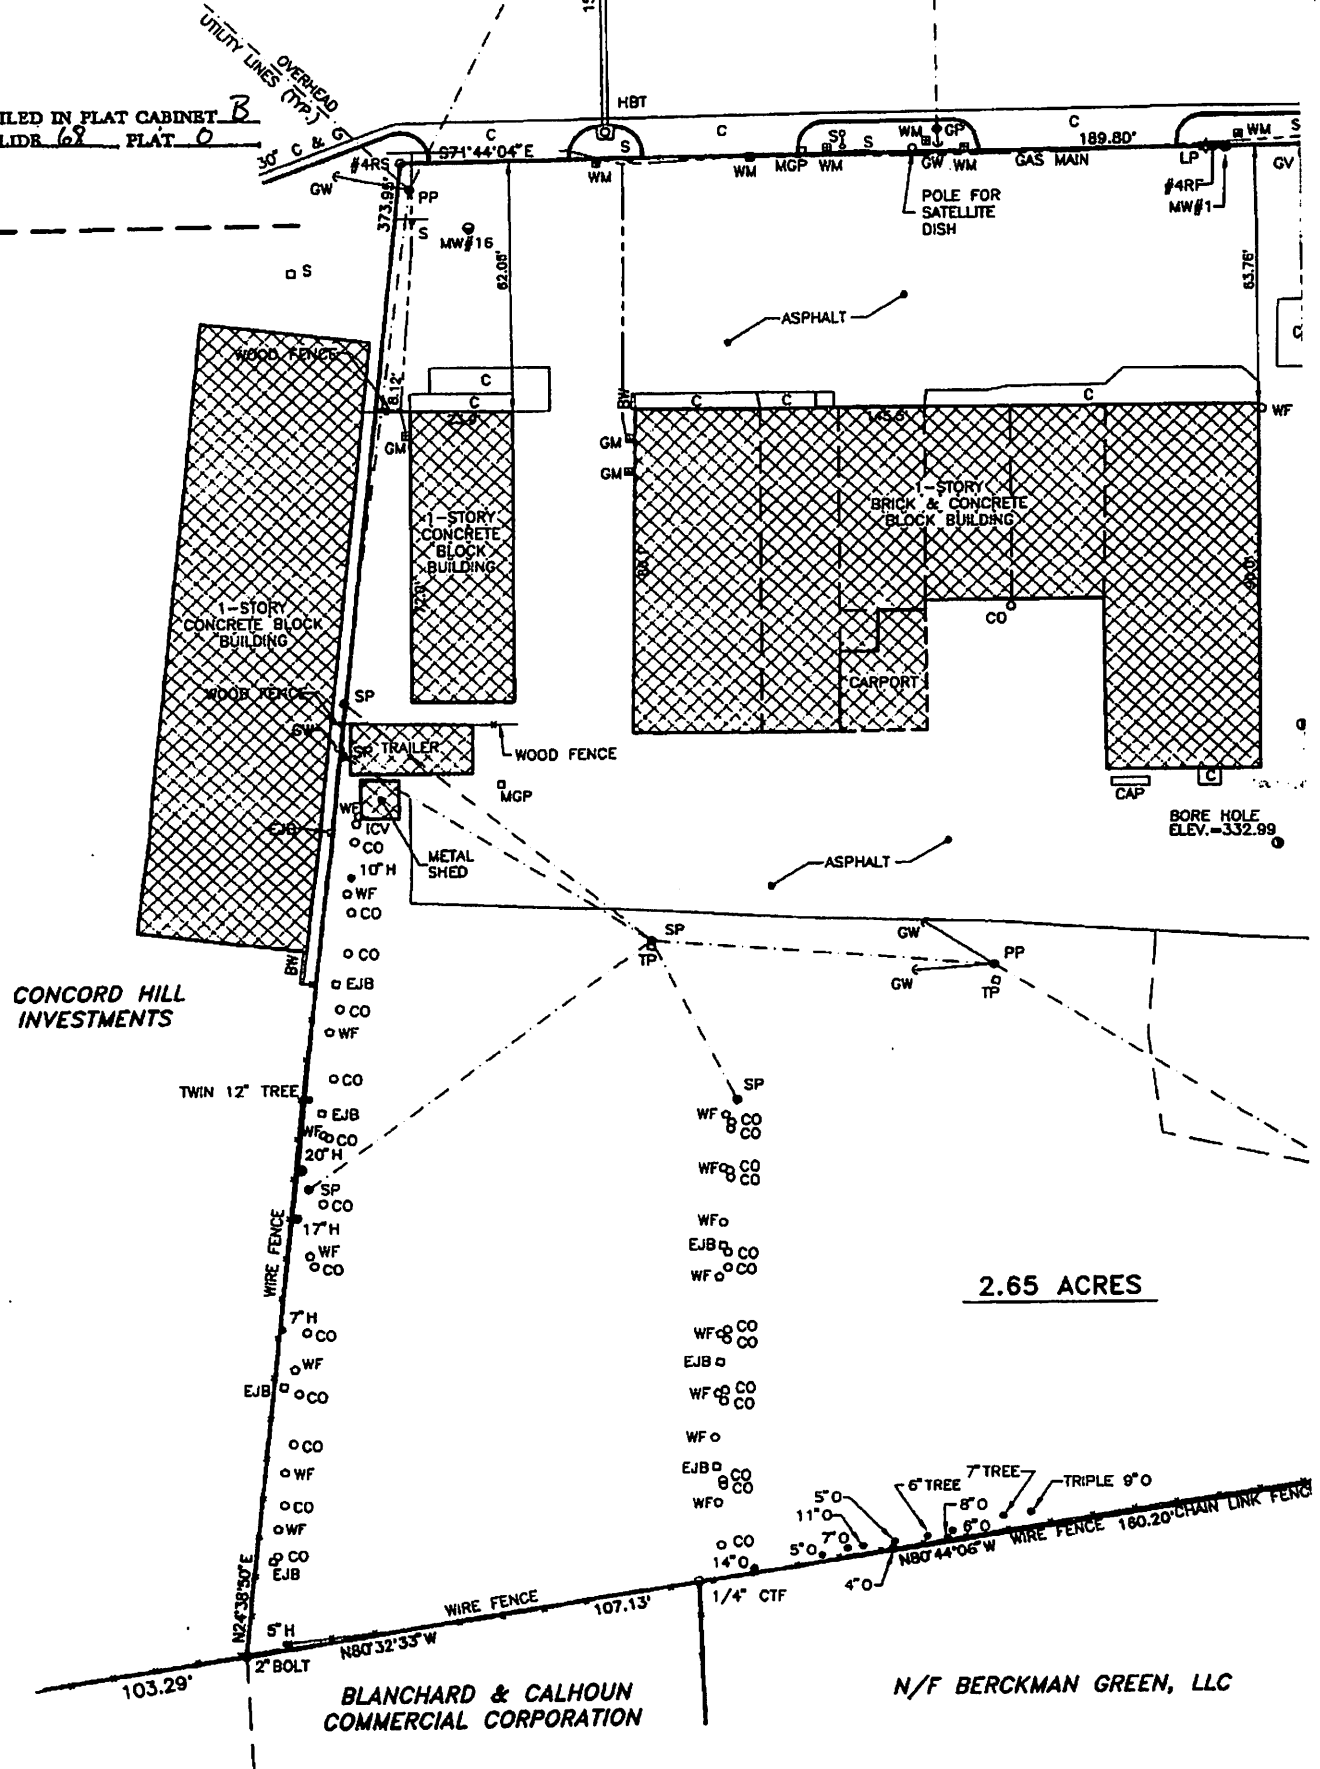 OVERHEAD
UTILITY LINES (TYP.)
FILED IN PLAT CABINET B
SLIDE 68 PLAT O
30" C & G
HBT
C
C
C
189.80'
S71°44'04"E
S
S
S
WM
GP
WM
S
#4RS
GW
PP
WM
WM
MGP
WM
GW
WM
GAS MAIN
LP
GV
#4RF
MW#1
POLE FOR
SATELLITE
DISH
373.95'
S
MW#16
S
62.05'
63.76'
ASPHALT
C
WOOD FENCE
8.12'
C
C
BW
C
C
C
WF
23.9'
145.5'
GM
GM
GM
1-STORY
CONCRETE
BLOCK
BUILDING
1-STORY
BRICK & CONCRETE
BLOCK BUILDING
72.0'
90.0'
1-STORY
CONCRETE BLOCK
BUILDING
CO
CARPORT
WOOD FENCE
SP
GW
SP
TRAILER
WOOD FENCE
MGP
WF
ICV
CAP
C
EJB
CO
METAL
SHED
BORE HOLE
ELEV.=332.99
ASPHALT
10"H
WF
CO
SP
GW
PP
CO
TP
GW
TP
BW
EJB
CONCORD HILL
INVESTMENTS
CO
WF
CO
SP
TWIN 12" TREE
EJB
WF
CO
CO
WF
CO
20"H
WF
CO
CO
SP
CO
17"H
WF
WIRE FENCE
WF
CO
EJB
CO
CO
WF
2.65 ACRES
7"H
CO
WF
CO
CO
WF
EJB
EJB
CO
WF
CO
CO
CO
WF
WF
EJB
CO
CO
CO
WF
WF
CO
CO
EJB
7"TREE
6"TREE
TRIPLE 9"O
5"O
11"O
8"O
7"O
6"O
5"O
14"O
4"O
N80°44'06"W
WIRE FENCE
160.20'
CHAIN LINK FENC
N24°38'50"E
1/4" CTF
WIRE FENCE
107.13'
5"H
N80°32'33"W
2"BOLT
103.29'
BLANCHARD & CALHOUN
COMMERCIAL CORPORATION
N/F BERCKMAN GREEN, LLC